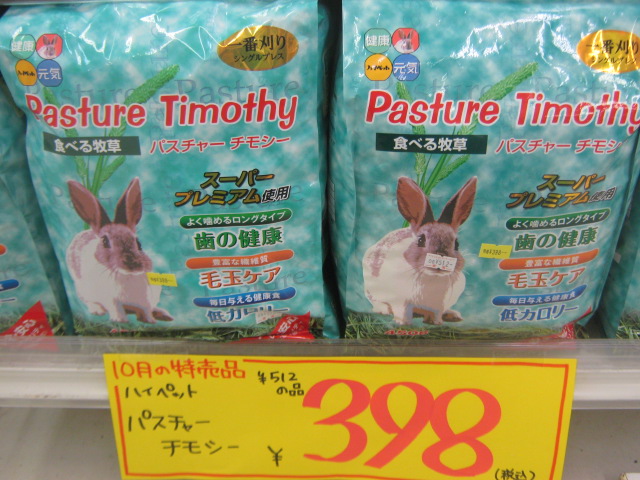 健康
元気
一番刈り
シングルプレス
Pasture Timothy
食べる牧草
パスチャー チモシー
スーパー
プレミアム使用
よく噛めるロングタイプ
歯の健康
豊富な繊維質
毛玉ケア
毎日与える健康食
低カロリー
健康
元気
一番刈り
シングルプレス
Pasture Timothy
食べる牧草
パスチャー チモシー
スーパー
プレミアム使用
よく噛めるロングタイプ
歯の健康
豊富な繊維質
毛玉ケア
毎日与える健康食
低カロリー
10月の特売品
ハイペット
¥512
の品
パスチャー
チモシー
¥398
(税込)